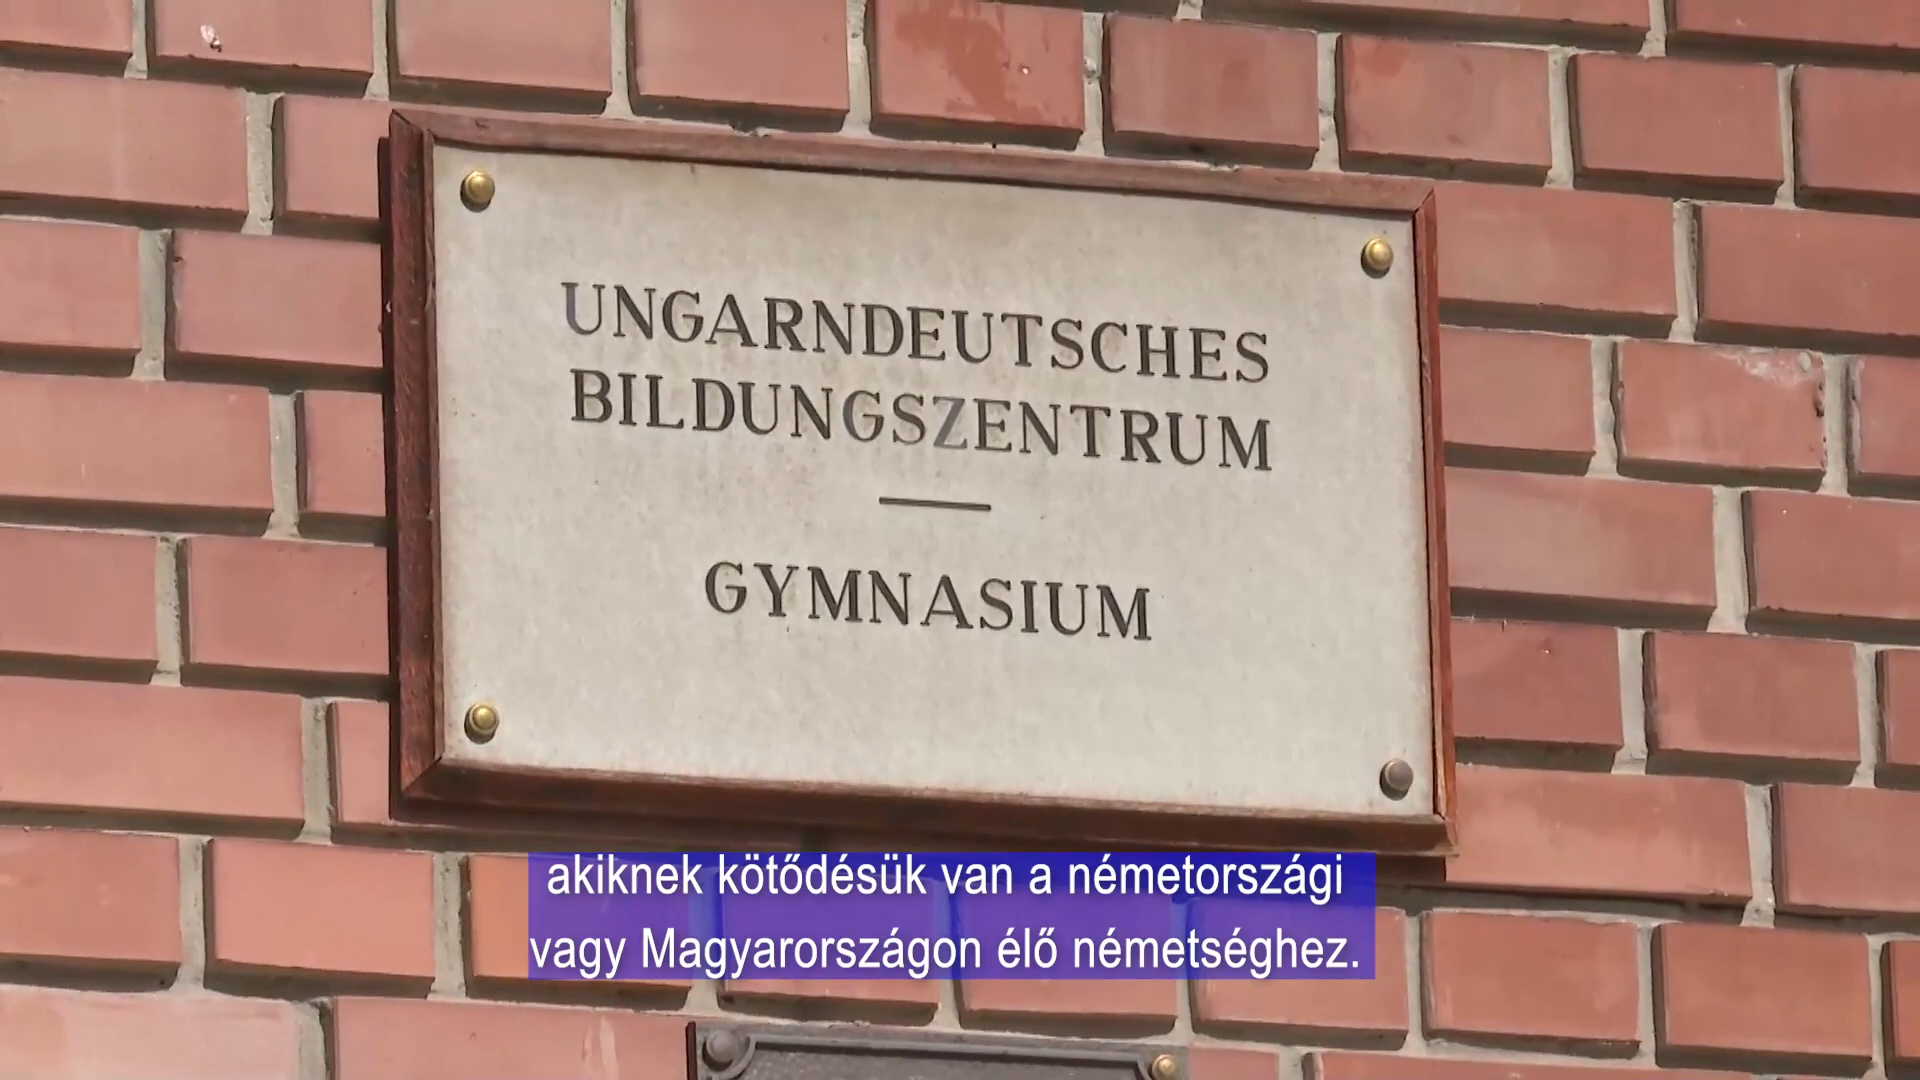 UNGARNDEUTSCHES
BILDUNGSZENTRUM
GYMNASIUM
akiknek kötődésük van a németországi
vagy Magyarországon élő németséghez.